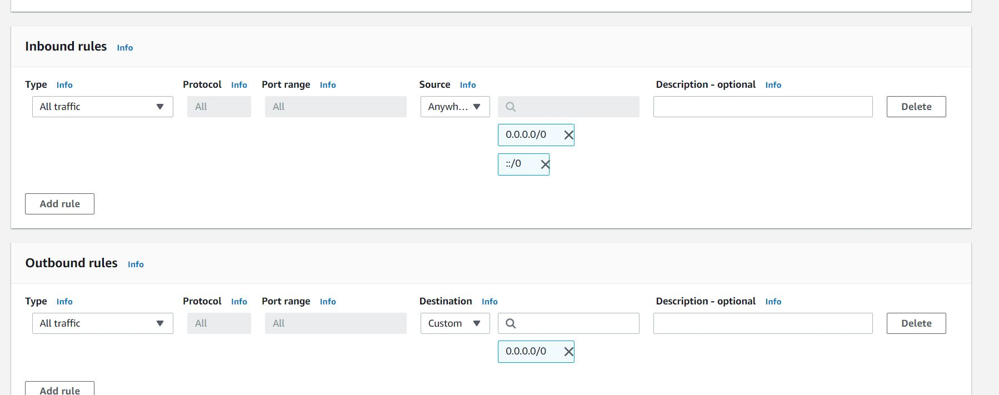 Inbound rules Info
Type Info Protocol Info Port range Info Source Info Description - optional Info
All traffic All All Anywh... Delete
0.0.0.0/0
::/0
Add rule
Outbound rules Info
Type Info Protocol Info Port range Info Destination Info Description - optional Info
All traffic All All Custom Delete
0.0.0.0/0
Add rule